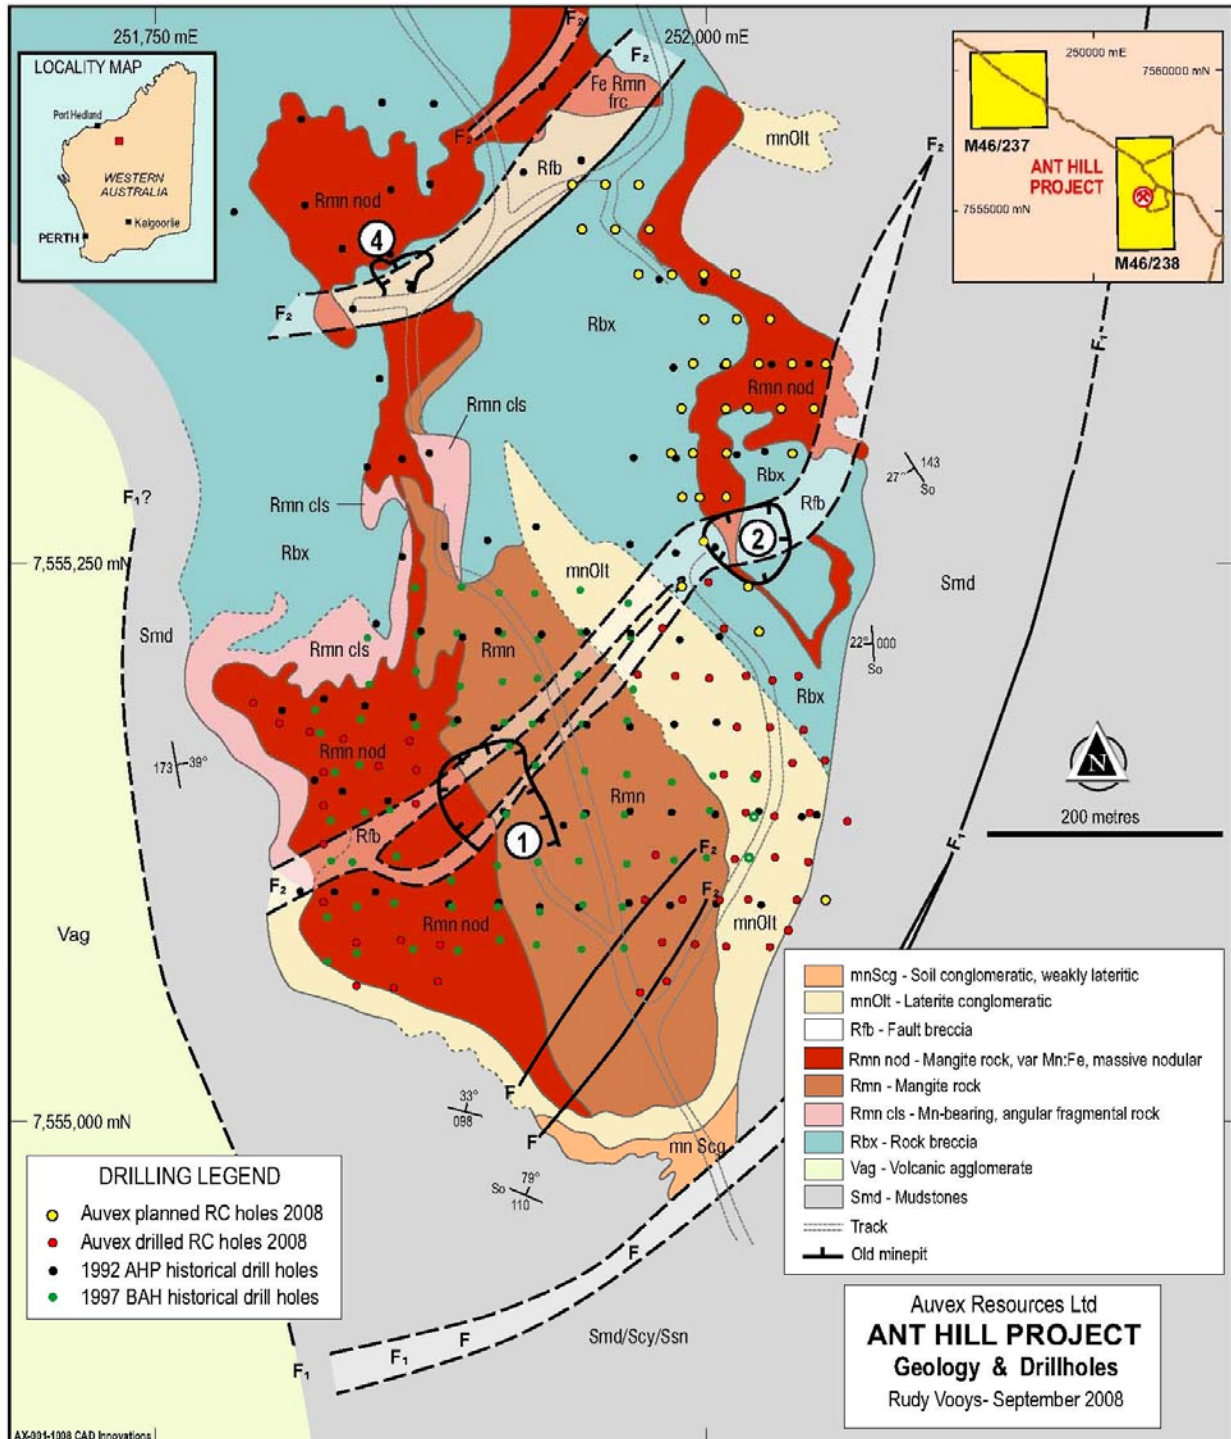 251,750 mE
252,000 mE
F₂
F₂
LOCALITY MAP
Port Hedland
WESTERN
AUSTRALIA
Kalgoorlie
PERTH
250000 mE
7560000 mN
M46/237
ANT HILL
PROJECT
7555000 mN
M46/238
Fe Rmn
frc
F₂
mnOlt
F₂
Rfb
Rmn nod
4
F₂
Rbx
F₁
Rmn nod
Rmn cls
27°
143
So
Rbx
Rfb
F₁?
Rmn cls
2
Rbx
7,555,250 mN
mnOlt
Smd
Smd
Rmn cls
Rmn
22°
000
So
Rbx
Rmn nod
173
39°
N
Rmn
200 metres
Rfb
1
F₂
F₁
F₂
F₂
Rmn nod
mnOlt
Vag
F
33°
098
F
mn Scg
7,555,000 mN
So
79°
110
mnScg - Soil conglomeratic, weakly lateritic
mnOlt - Laterite conglomeratic
Rfb - Fault breccia
Rmn nod - Mangite rock, var Mn:Fe, massive nodular
Rmn - Mangite rock
Rmn cls - Mn-bearing, angular fragmental rock
Rbx - Rock breccia
Vag - Volcanic agglomerate
Smd - Mudstones
Track
Old minepit
DRILLING LEGEND
Auvex planned RC holes 2008
Auvex drilled RC holes 2008
1992 AHP historical drill holes
1997 BAH historical drill holes
F
F
F₁
F₁
Smd/Scy/Ssn
Auvex Resources Ltd
ANT HILL PROJECT
Geology & Drillholes
Rudy Vooys- September 2008
AX-001-1008 CAD Innovations